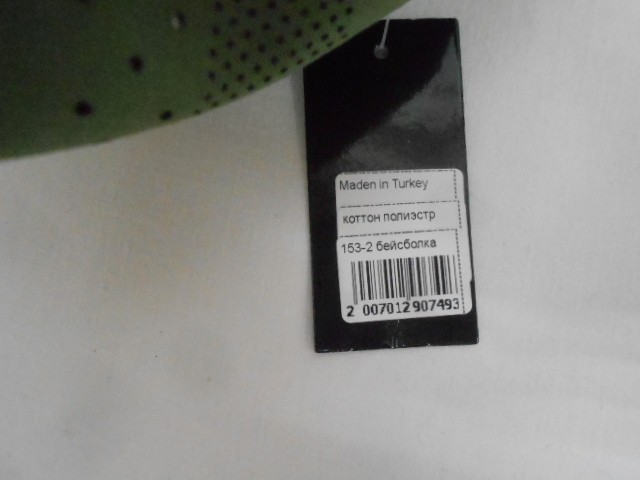 Maden in Turkey
коттон полиэстр
153-2 бейсболка
2 007012 907493